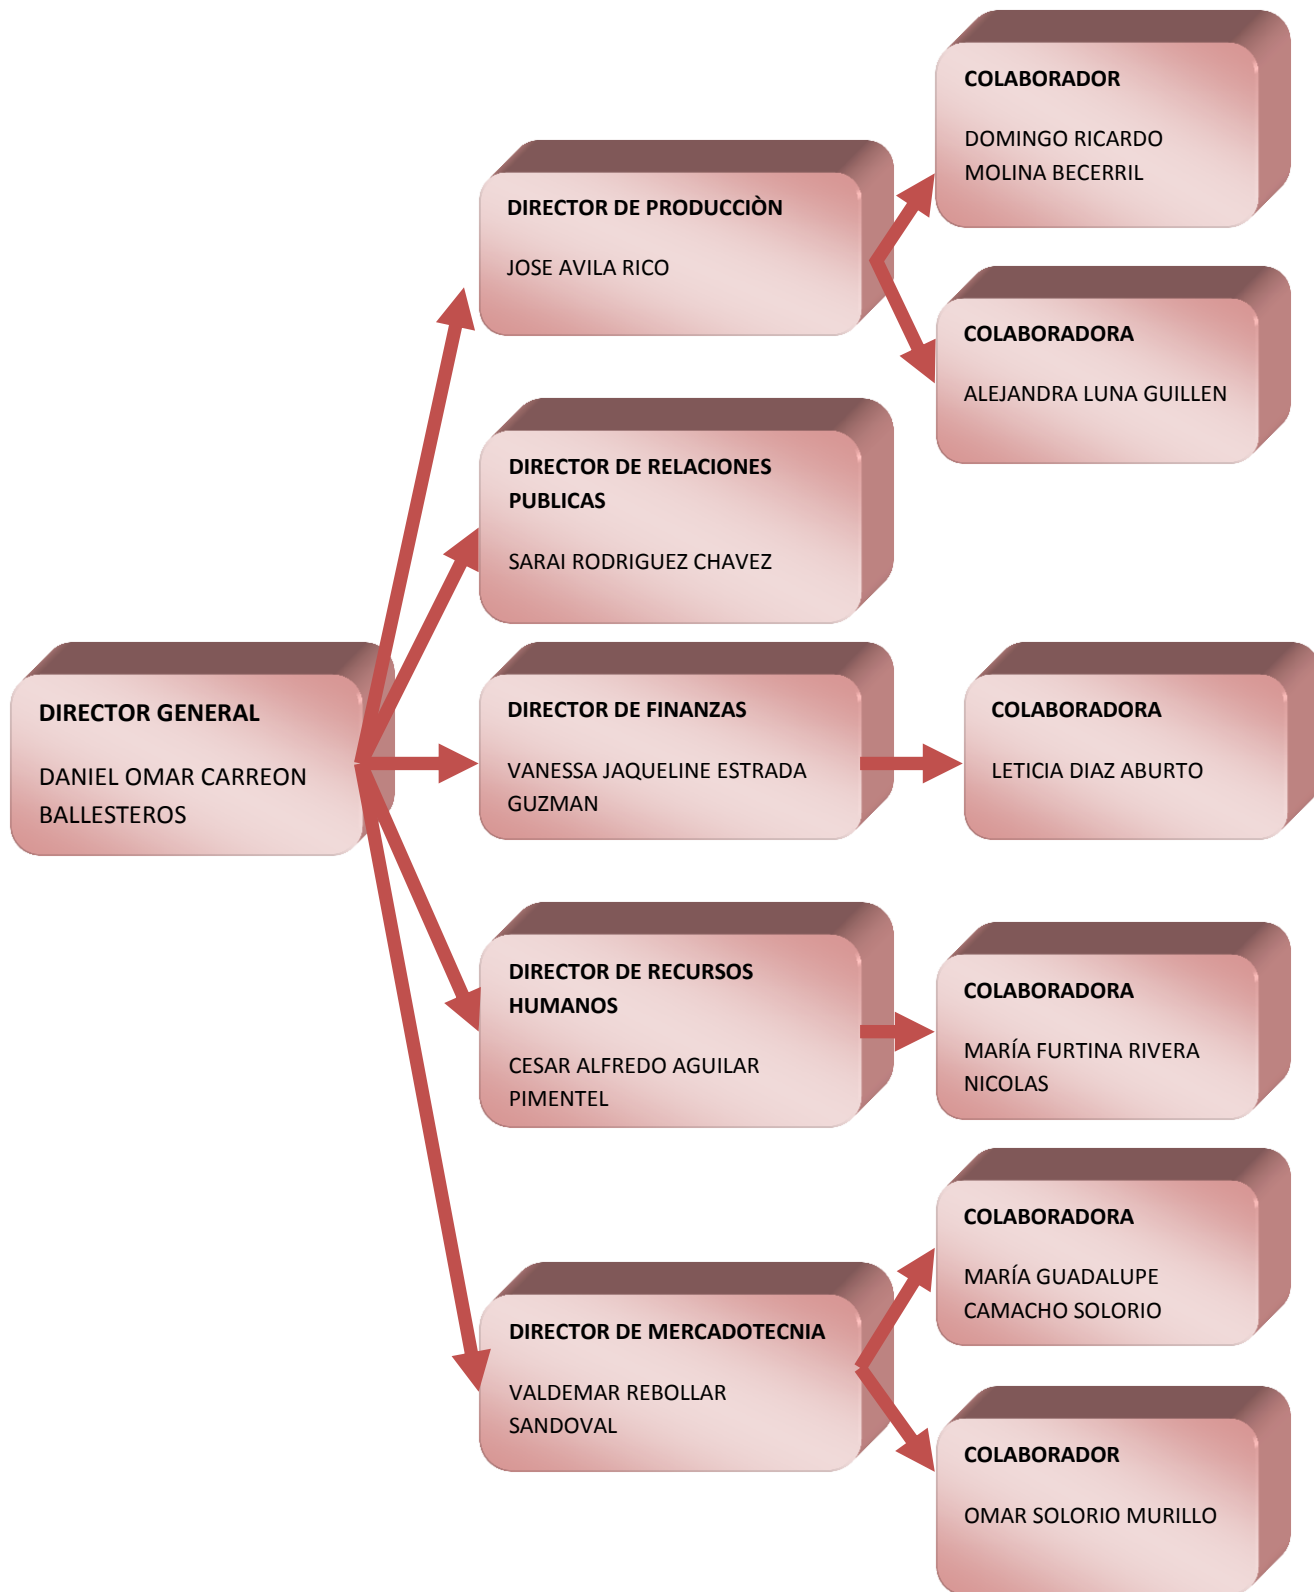 DIRECTOR GENERAL
DANIEL OMAR CARREON
BALLESTEROS
DIRECTOR DE PRODUCCIÒN
JOSE AVILA RICO
COLABORADOR
DOMINGO RICARDO
MOLINA BECERRIL
COLABORADORA
ALEJANDRA LUNA GUILLEN
DIRECTOR DE RELACIONES
PUBLICAS
SARAI RODRIGUEZ CHAVEZ
DIRECTOR DE FINANZAS
VANESSA JAQUELINE ESTRADA
GUZMAN
COLABORADORA
LETICIA DIAZ ABURTO
DIRECTOR DE RECURSOS
HUMANOS
CESAR ALFREDO AGUILAR
PIMENTEL
COLABORADORA
MARÍA FURTINA RIVERA
NICOLAS
DIRECTOR DE MERCADOTECNIA
VALDEMAR REBOLLAR
SANDOVAL
COLABORADORA
MARÍA GUADALUPE
CAMACHO SOLORIO
COLABORADOR
OMAR SOLORIO MURILLO